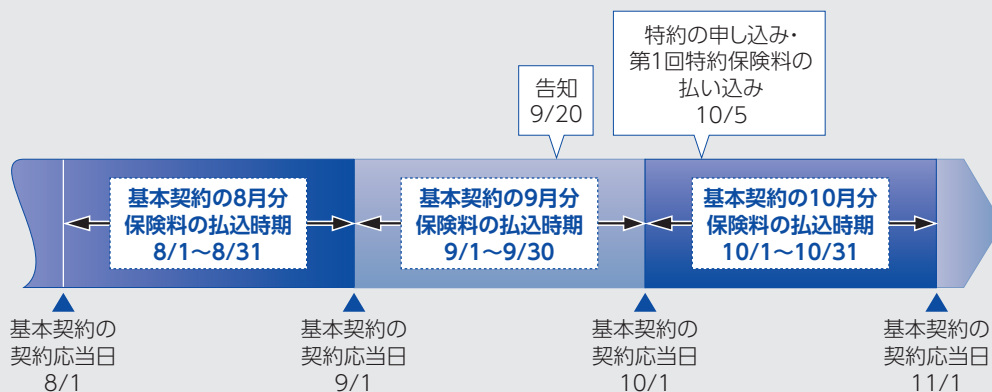 特約の申し込み・
第1回特約保険料の
払い込み
10/5
告知
9/20
基本契約の8月分
保険料の払込時期
8/1～8/31
基本契約の9月分
保険料の払込時期
9/1～9/30
基本契約の10月分
保険料の払込時期
10/1～10/31
基本契約の
契約応当日
8/1
基本契約の
契約応当日
9/1
基本契約の
契約応当日
10/1
基本契約の
契約応当日
11/1